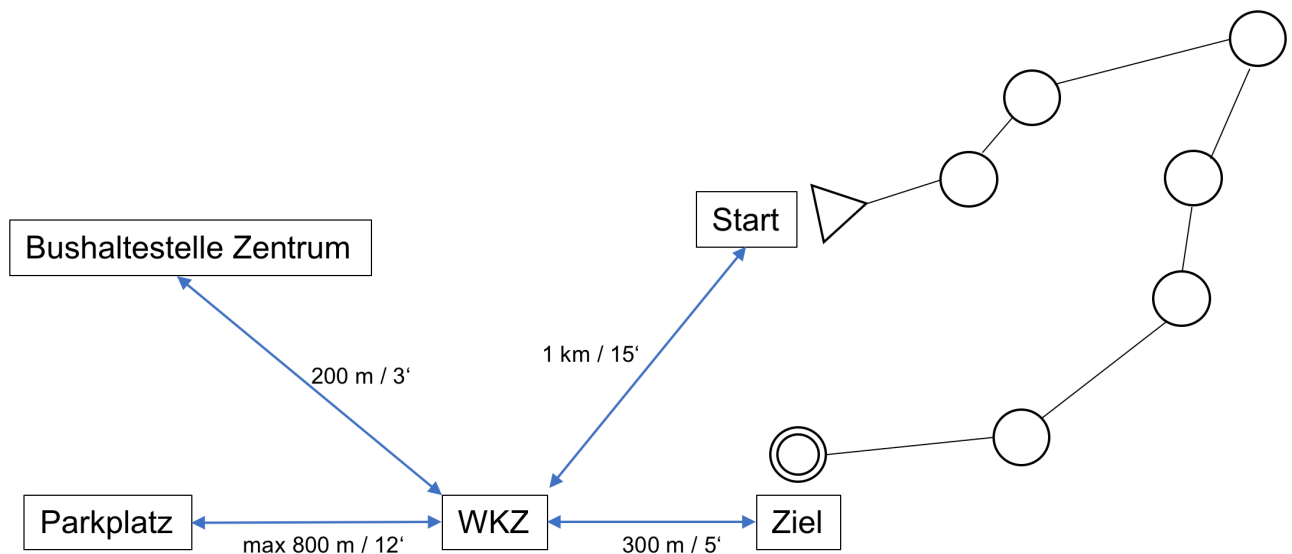 Start
Bushaltestelle Zentrum
1 km / 15‘
200 m / 3‘
Parkplatz
WKZ
Ziel
max 800 m / 12‘
300 m / 5‘